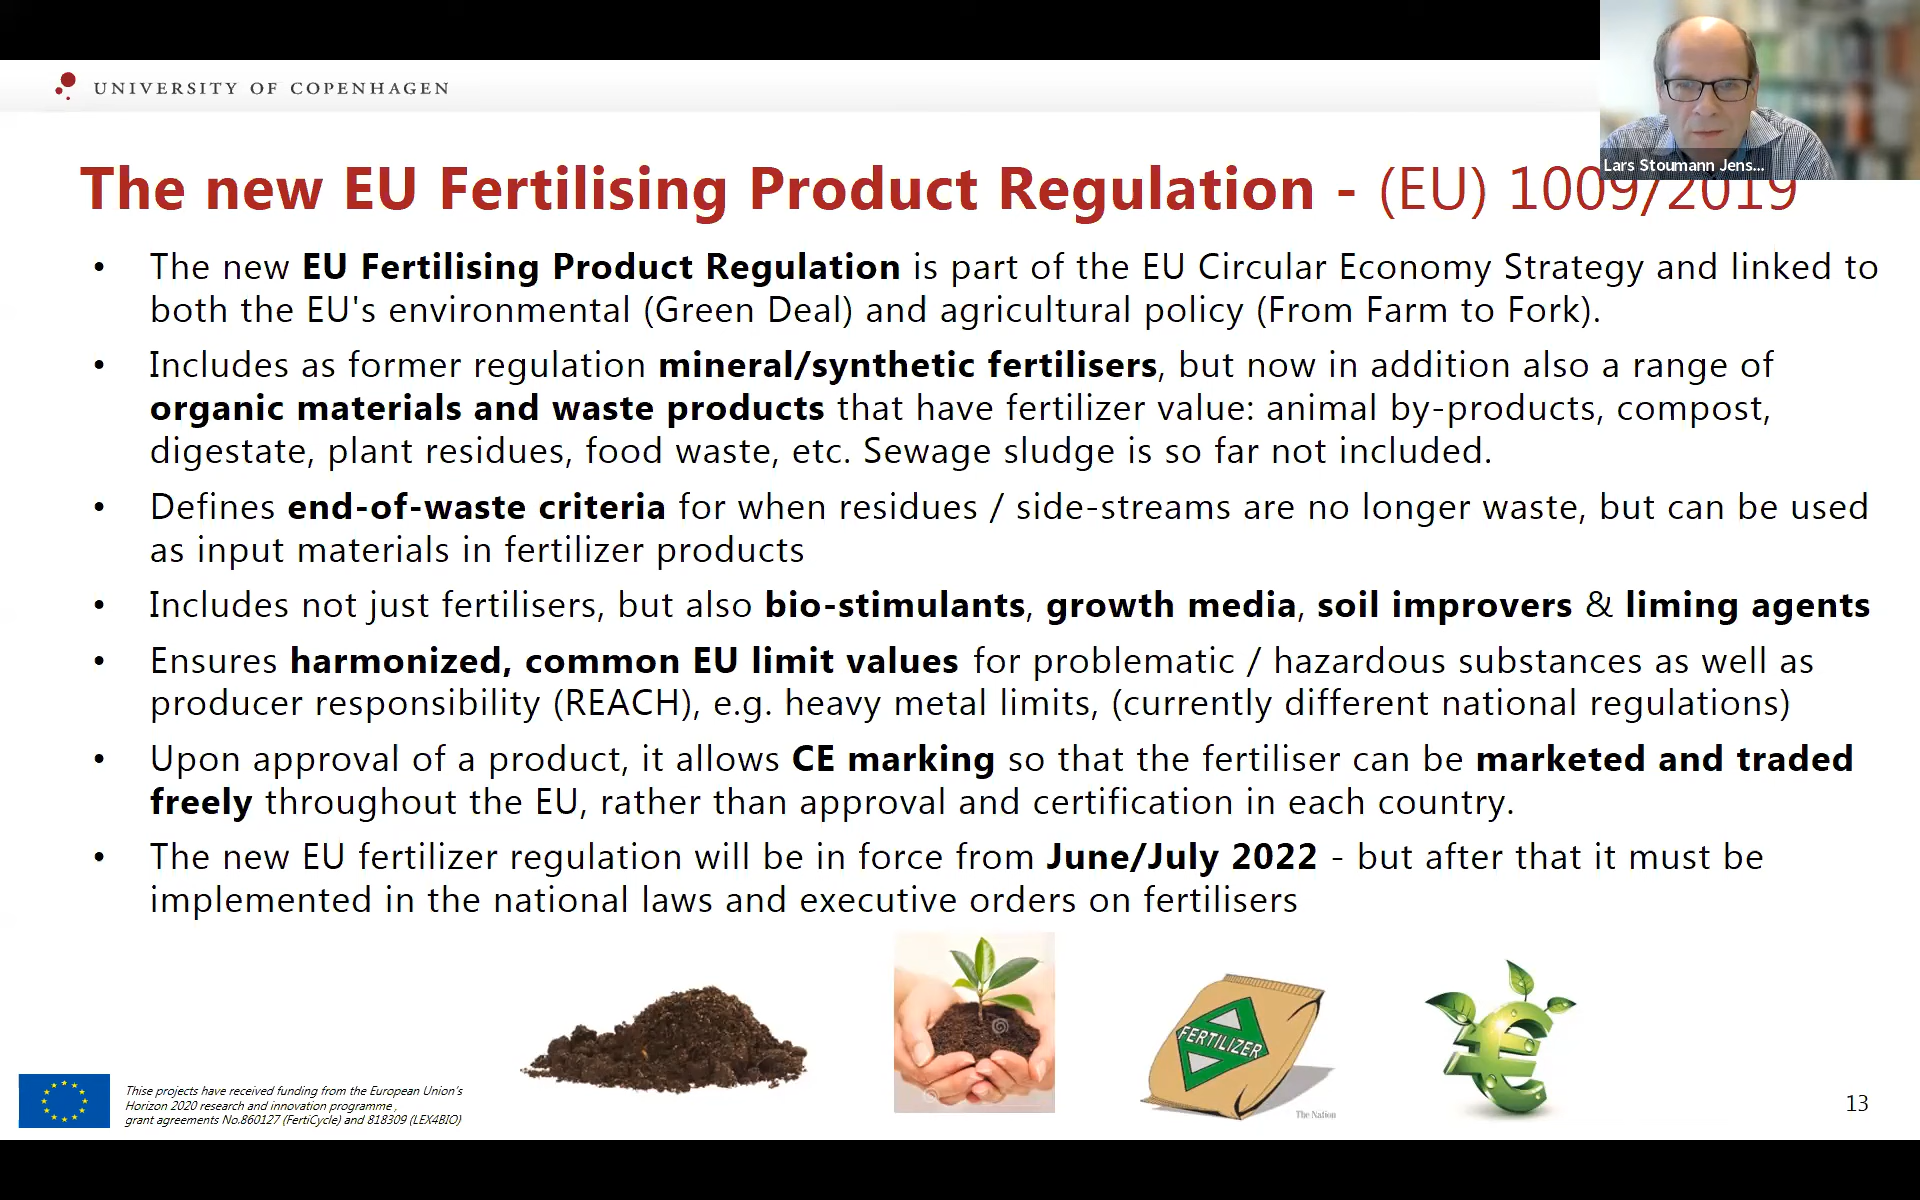 UNIVERSITY OF COPENHAGEN
Lars Stoumann Jens...
The new EU Fertilising Product Regulation - (EU) 1009/2019
• The new EU Fertilising Product Regulation is part of the EU Circular Economy Strategy and linked to
both the EU's environmental (Green Deal) and agricultural policy (From Farm to Fork).
• Includes as former regulation mineral/synthetic fertilisers, but now in addition also a range of
organic materials and waste products that have fertilizer value: animal by-products, compost,
digestate, plant residues, food waste, etc. Sewage sludge is so far not included.
• Defines end-of-waste criteria for when residues / side-streams are no longer waste, but can be used
as input materials in fertilizer products
• Includes not just fertilisers, but also bio-stimulants, growth media, soil improvers & liming agents
• Ensures harmonized, common EU limit values for problematic / hazardous substances as well as
producer responsibility (REACH), e.g. heavy metal limits, (currently different national regulations)
• Upon approval of a product, it allows CE marking so that the fertiliser can be marketed and traded
freely throughout the EU, rather than approval and certification in each country.
• The new EU fertilizer regulation will be in force from June/July 2022 - but after that it must be
implemented in the national laws and executive orders on fertilisers
FERTILIZER
The Nation
€
Thise projects have received funding from the European Union's
Horizon 2020 research and innovation programme ,
grant agreements No.860127 (FertiCycle) and 818309 (LEX4BIO)
13